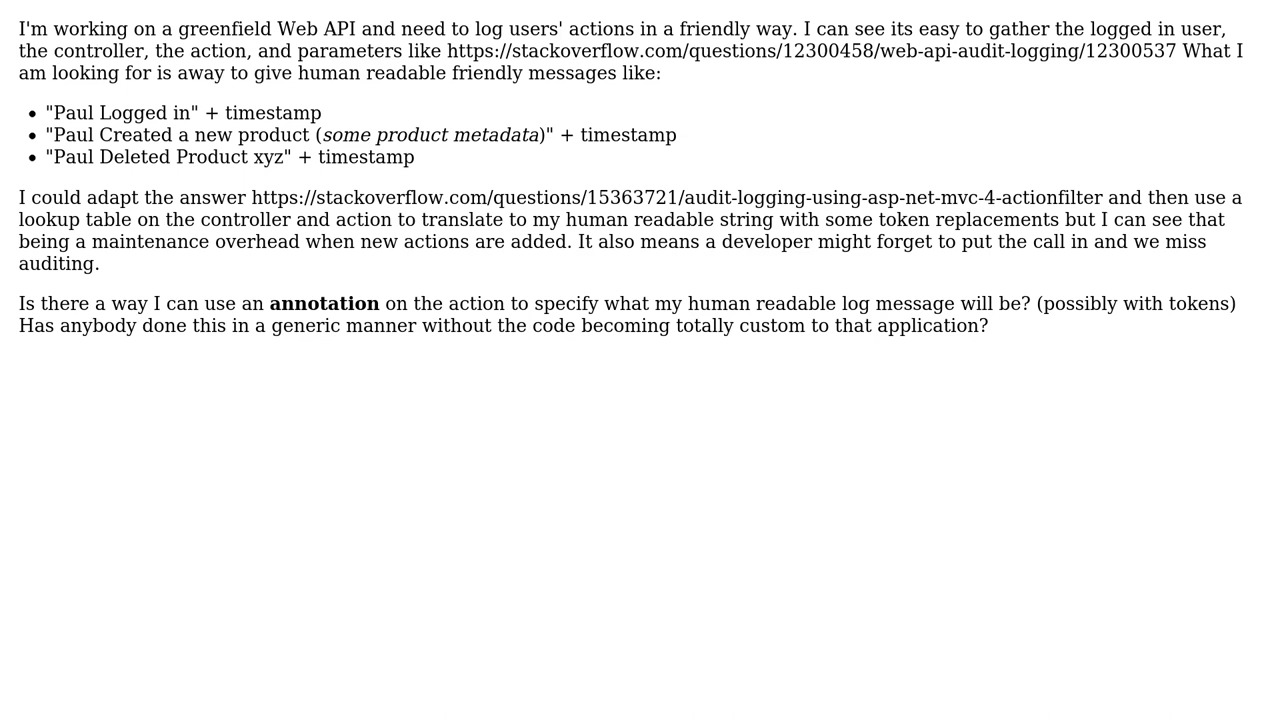 I'm working on a greenfield Web API and need to log users' actions in a friendly way. I can see its easy to gather the logged in user,
the controller, the action, and parameters like https://stackoverflow.com/questions/12300458/web-api-audit-logging/12300537 What I
am looking for is away to give human readable friendly messages like:
• "Paul Logged in" + timestamp
• "Paul Created a new product (some product metadata)" + timestamp
• "Paul Deleted Product xyz" + timestamp
I could adapt the answer https://stackoverflow.com/questions/15363721/audit-logging-using-asp-net-mvc-4-actionfilter and then use a
lookup table on the controller and action to translate to my human readable string with some token replacements but I can see that
being a maintenance overhead when new actions are added. It also means a developer might forget to put the call in and we miss
auditing.
Is there a way I can use an annotation on the action to specify what my human readable log message will be? (possibly with tokens)
Has anybody done this in a generic manner without the code becoming totally custom to that application?